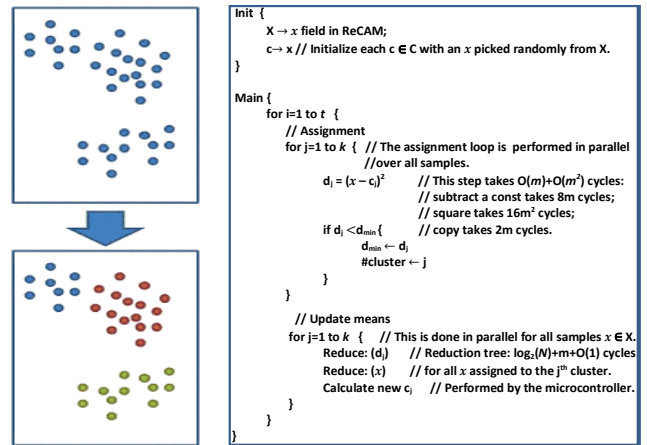 Init {
X → x field in ReCAM;
c→ x // Initialize each c ∈ C with an x picked randomly from X.
}
Main {
for i=1 to t {
// Assignment
for j=1 to k { // The assignment loop is performed in parallel
//over all samples.
dⱼ = (x – cⱼ)² // This step takes O(m)+O(m²) cycles:
// subtract a const takes 8m cycles;
// square takes 16m² cycles;
if dⱼ <dₘᵢₙ { // copy takes 2m cycles.
dₘᵢₙ ← dⱼ
#cluster ← j
}
}
// Update means
for j=1 to k { // This is done in parallel for all samples x ∈ X.
Reduce: (dⱼ) // Reduction tree: log₂(N)+m+O(1) cycles
Reduce: (x) // for all x assigned to the jᵗʰ cluster.
Calculate new cⱼ // Performed by the microcontroller.
}
}
}